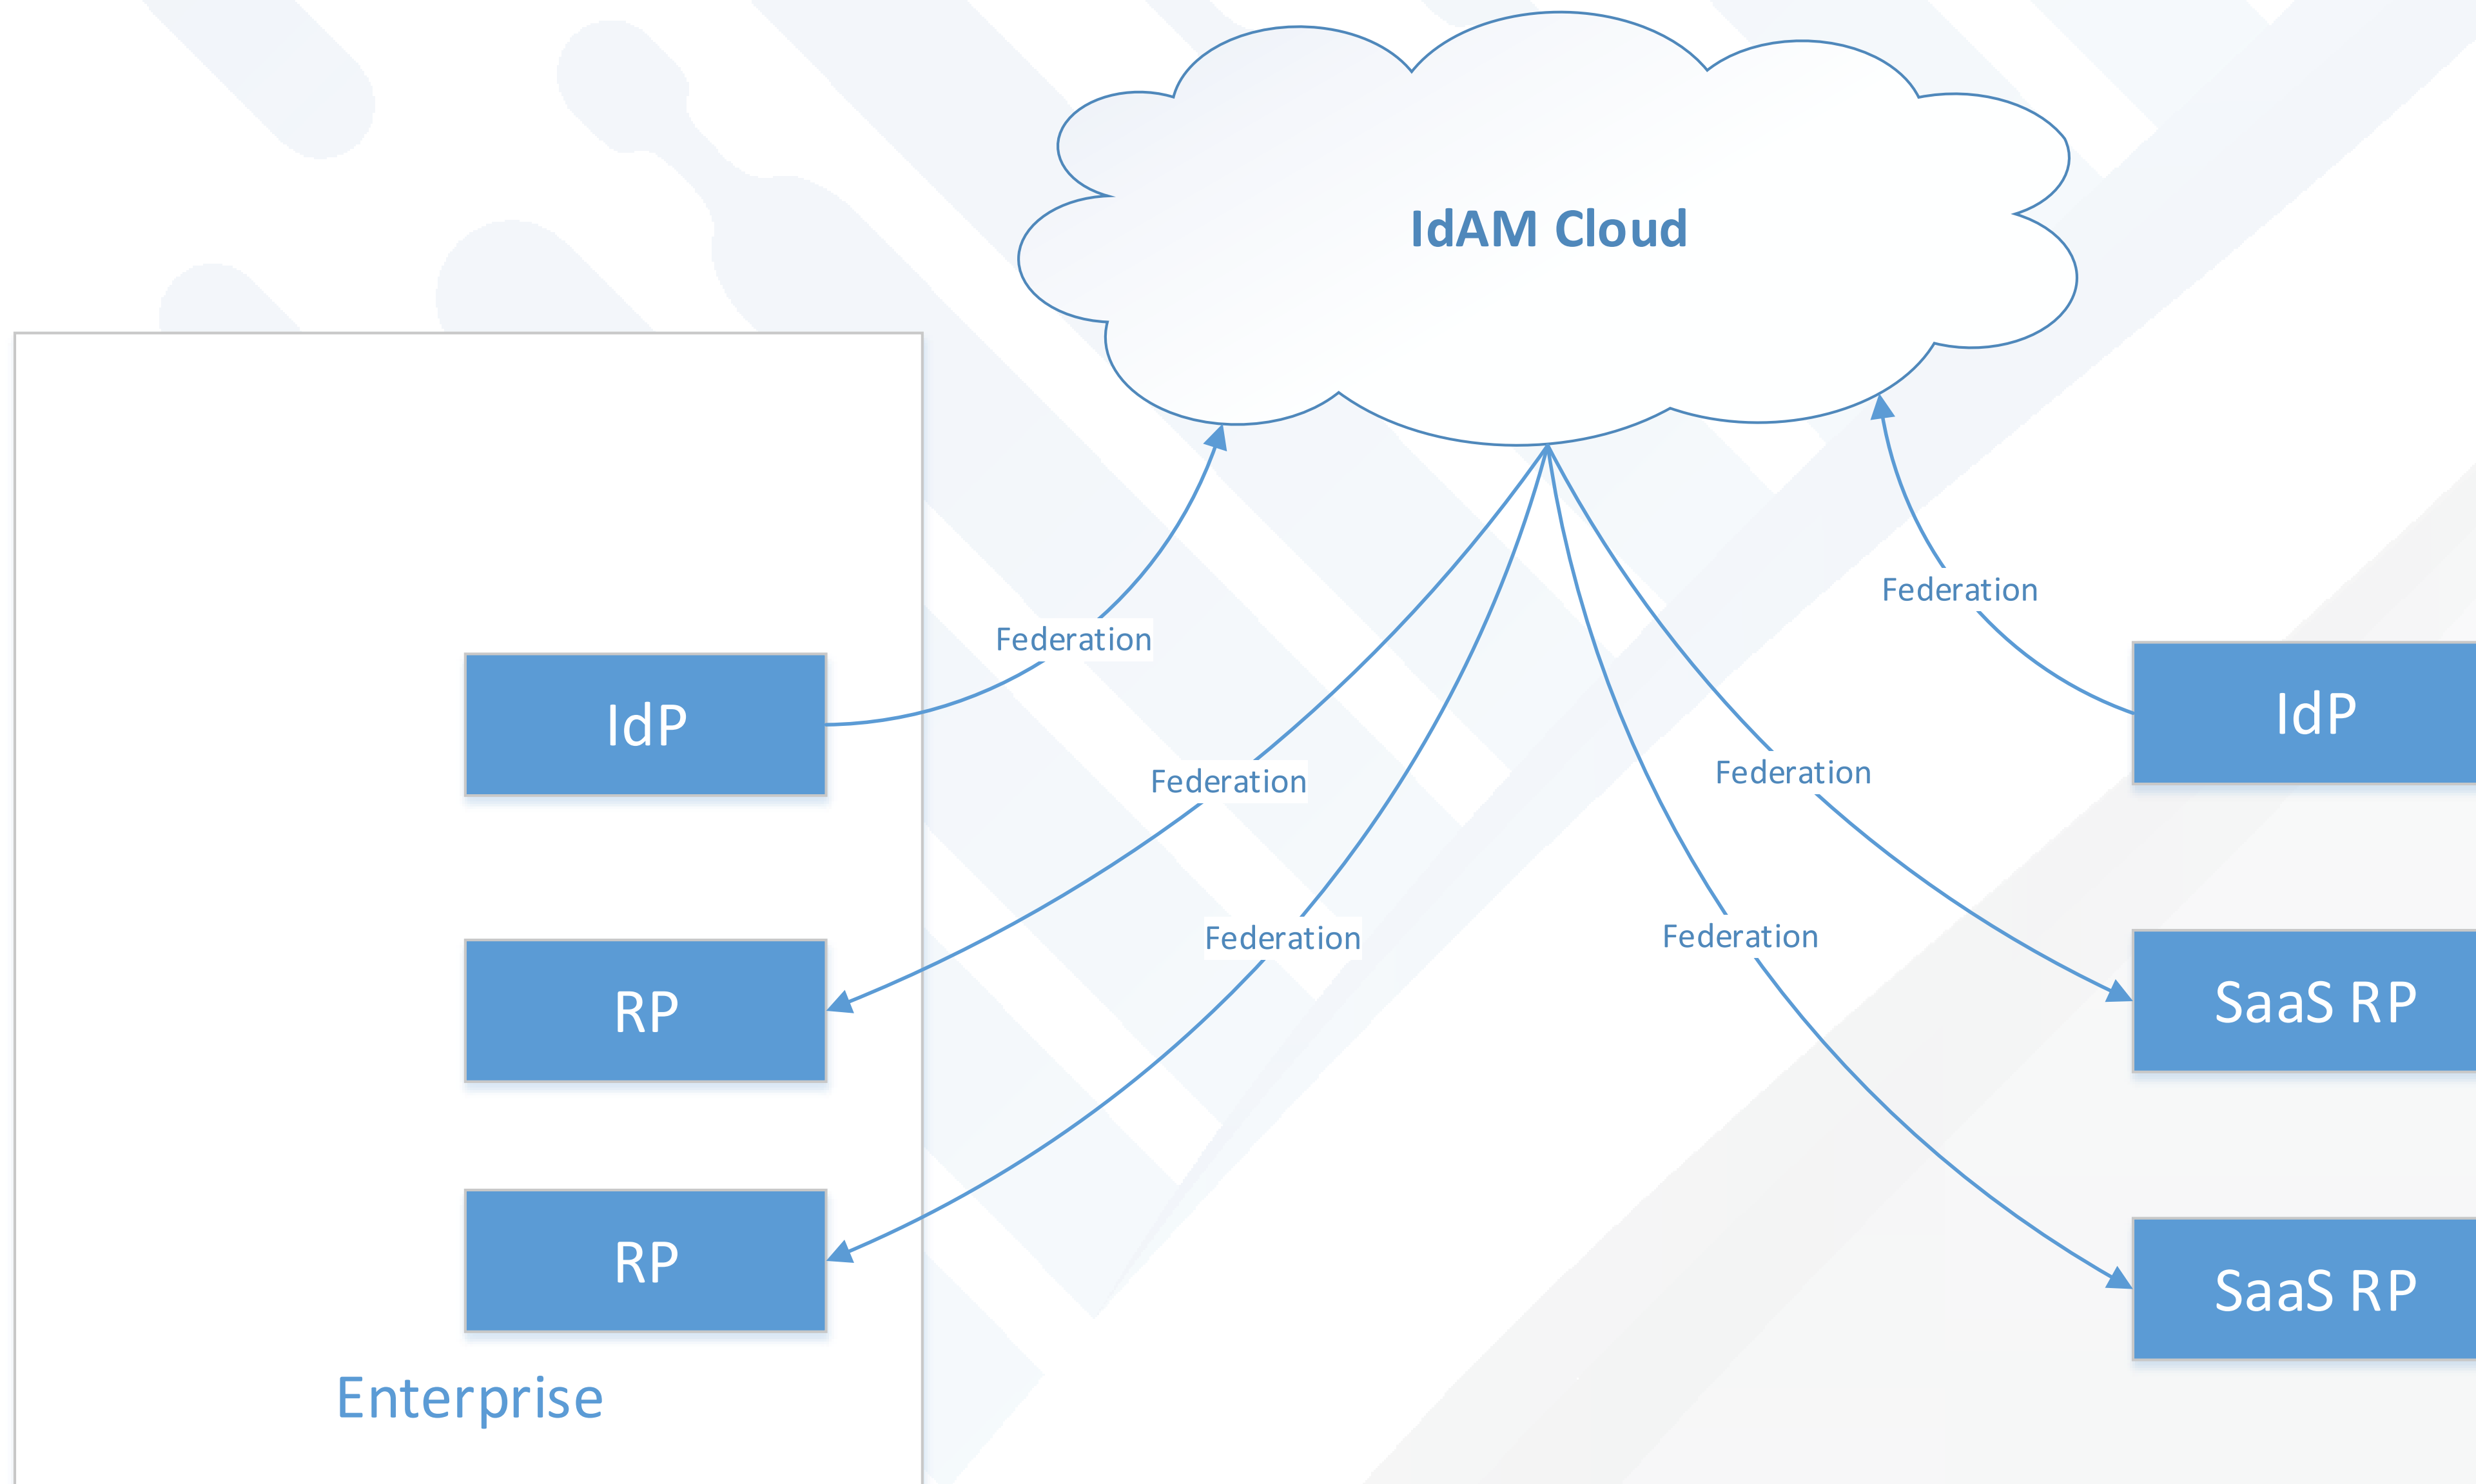 IdAM Cloud
Federation
Federation
IdP
IdP
Federation
Federation
Federation
Federation
RP
SaaS RP
RP
SaaS RP
Enterprise